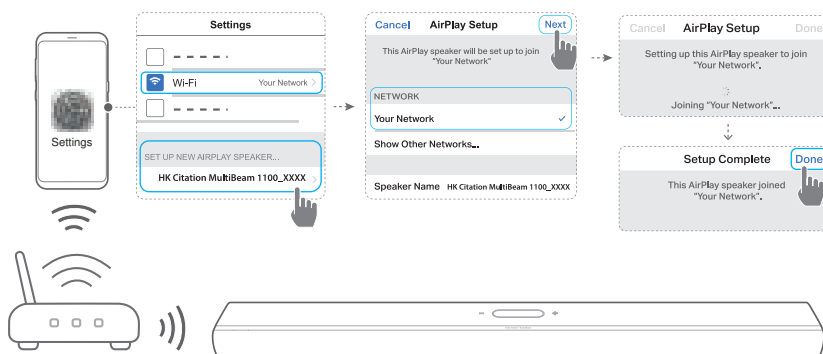 Settings
Settings
Wi-Fi Your Network
SET UP NEW AIRPLAY SPEAKER...
HK Citation MultiBeam 1100_XXXX
Cancel AirPlay Setup Next
This AirPlay speaker will be set up to join
“Your Network”
NETWORK
Your Network
Show Other Networks...
Speaker Name HK Citation MultiBeam 1100_XXXX
Cancel AirPlay Setup Done
Setting up this AirPlay speaker to join
“Your Network”.
Joining “Your Network”...
Setup Complete Done
This AirPlay speaker joined
“Your Network”.